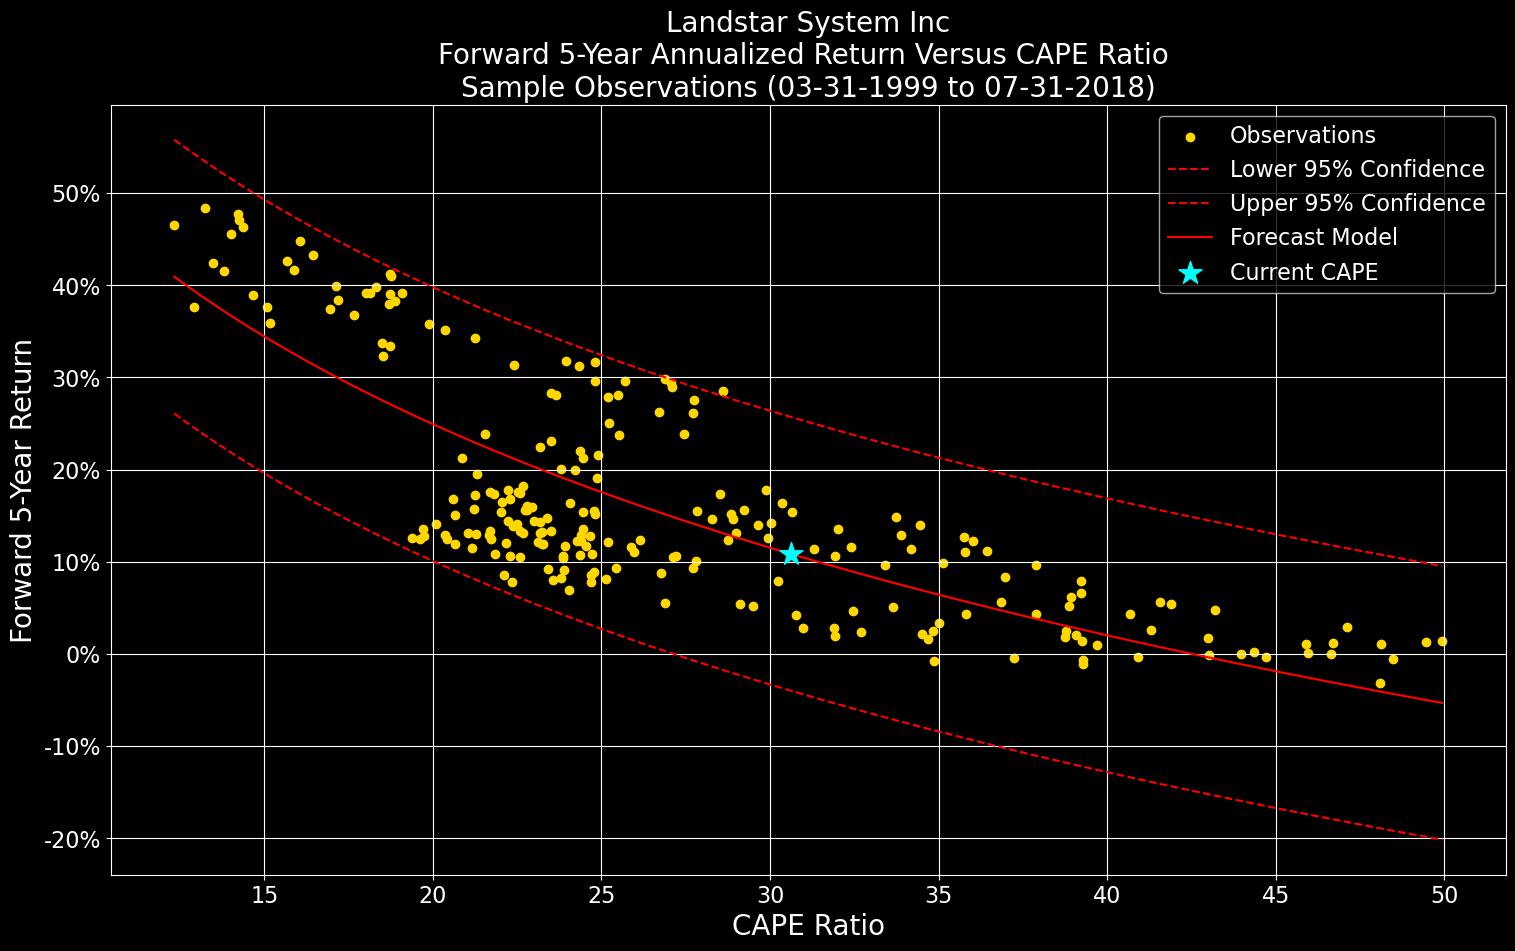 Landstar System Inc
Forward 5-Year Annualized Return Versus CAPE Ratio
Sample Observations (03-31-1999 to 07-31-2018)
Observations
Lower 95% Confidence
Upper 95% Confidence
Forecast Model
Current CAPE
Forward 5-Year Return
50%
40%
30%
20%
10%
0%
-10%
-20%
15 20 25 30 35 40 45 50
CAPE Ratio